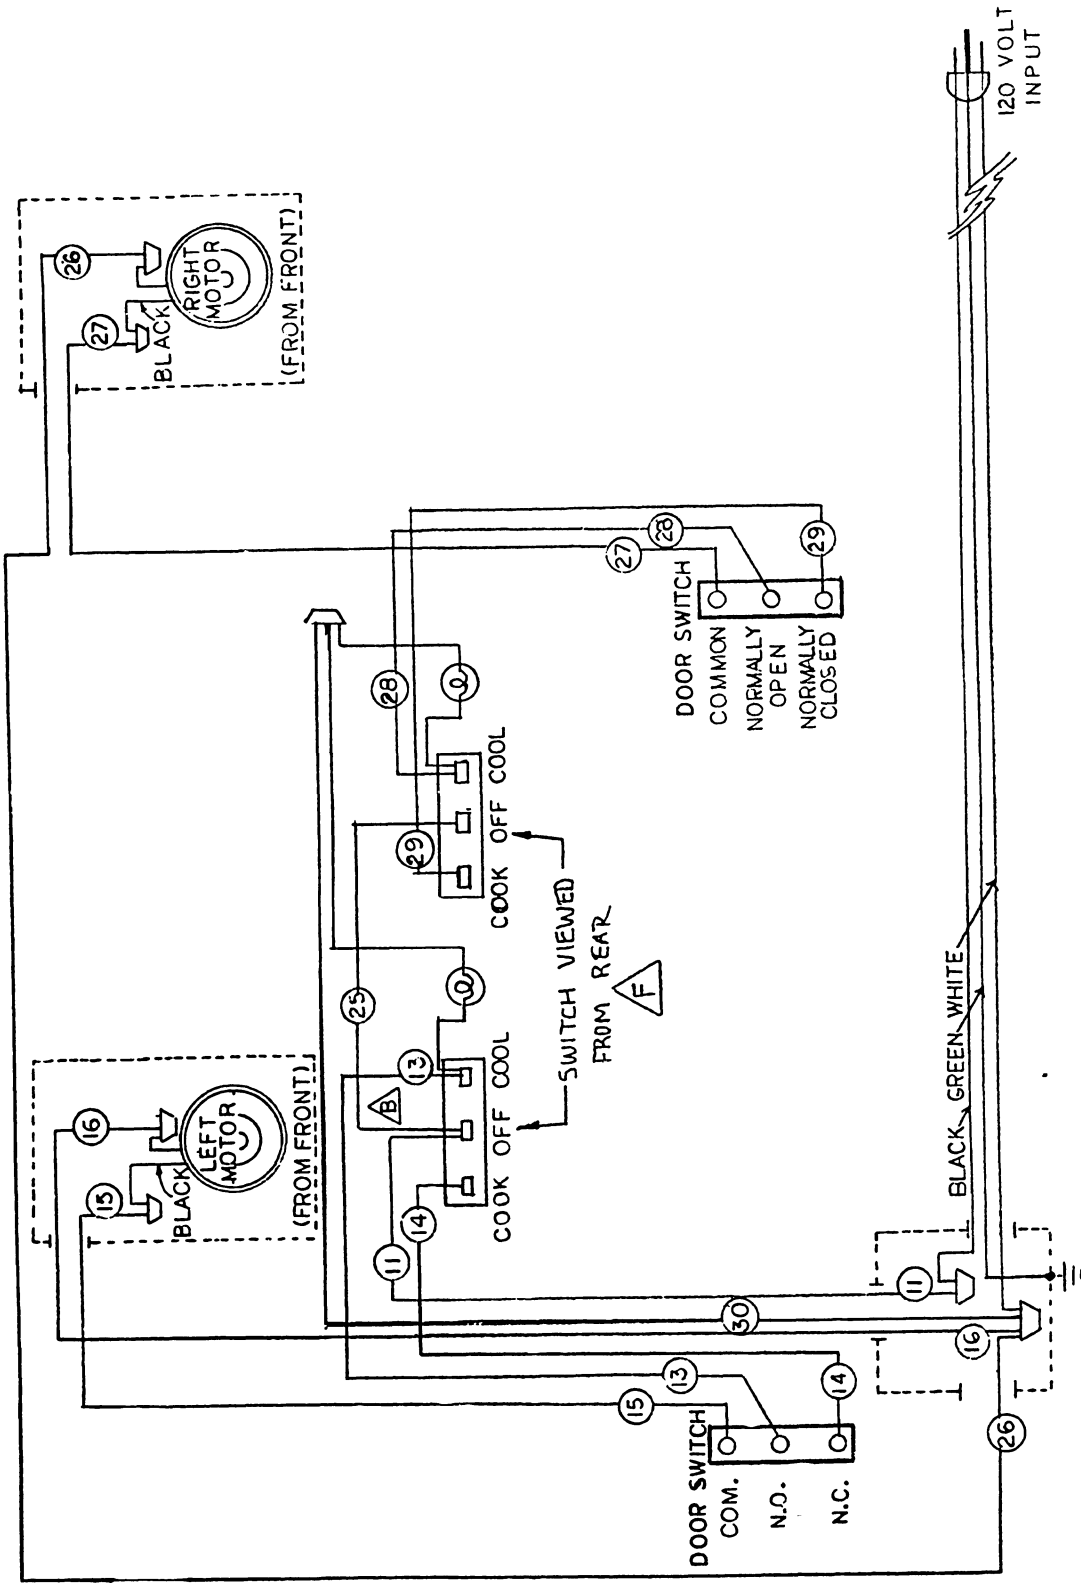 26
27
BLACK
RIGHT
MOTOR
(FROM FRONT)
16
15
BLACK
LEFT
MOTOR
(FROM FRONT)
28
29
25
COOK OFF COOL
13
B
14
11
COOK OFF COOL
SWITCH VIEWED
FROM REAR
F
27
28
29
DOOR SWITCH
COMMON
NORMALLY
OPEN
NORMALLY
CLOSED
15
13
14
DOOR SWITCH
COM.
N.O.
N.C.
30
11
16
26
BLACK GREEN WHITE
120 VOLT
INPUT